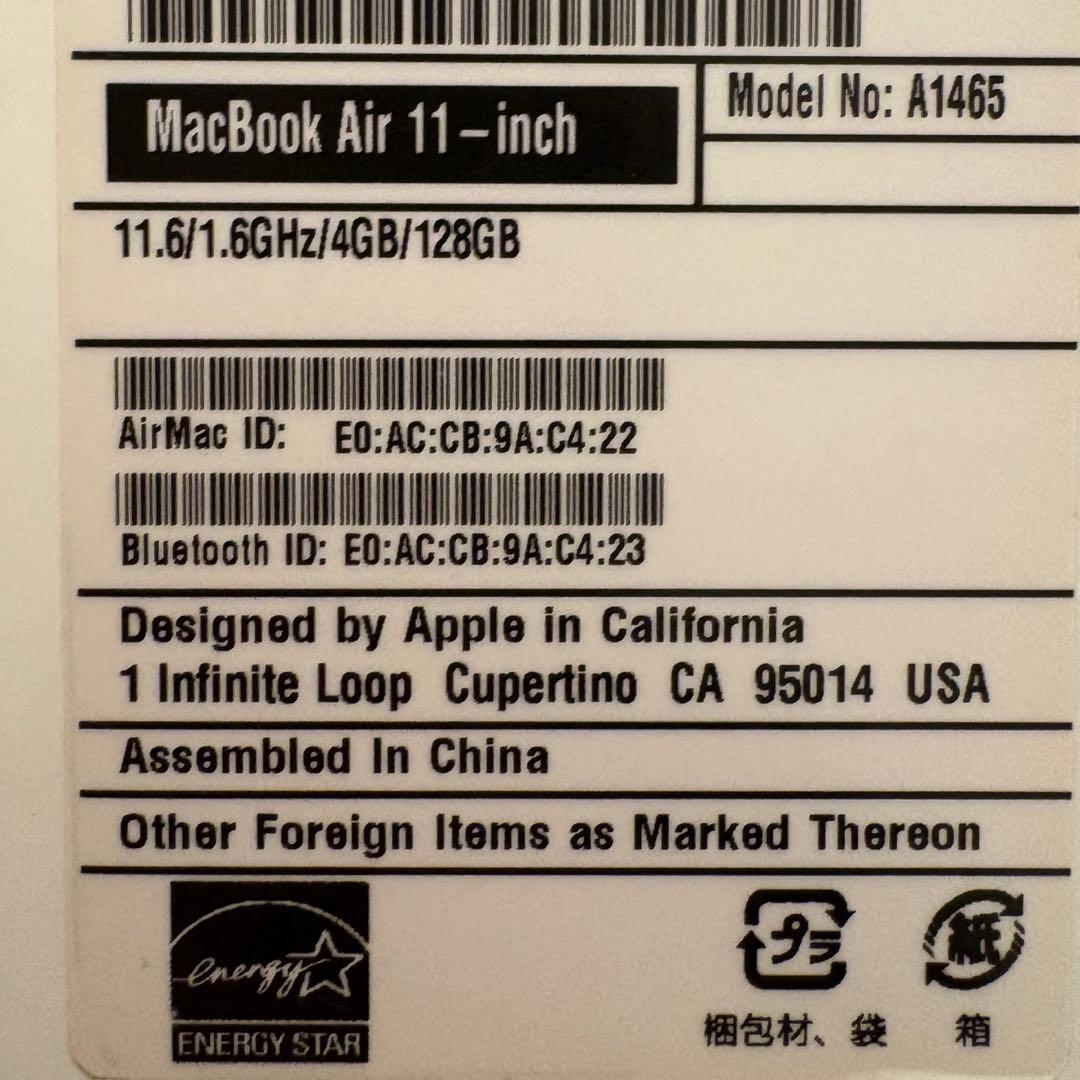 MacBook Air 11-inch
Model No: A1465
11.6/1.6GHz/4GB/128GB
AirMac ID: E0:AC:CB:9A:C4:22
Bluetooth ID: E0:AC:CB:9A:C4:23
Designed by Apple in California
1 Infinite Loop Cupertino CA 95014 USA
Assembled In China
Other Foreign Items as Marked Thereon
energy
ENERGY STAR
プラ
紙
梱包材、袋
箱